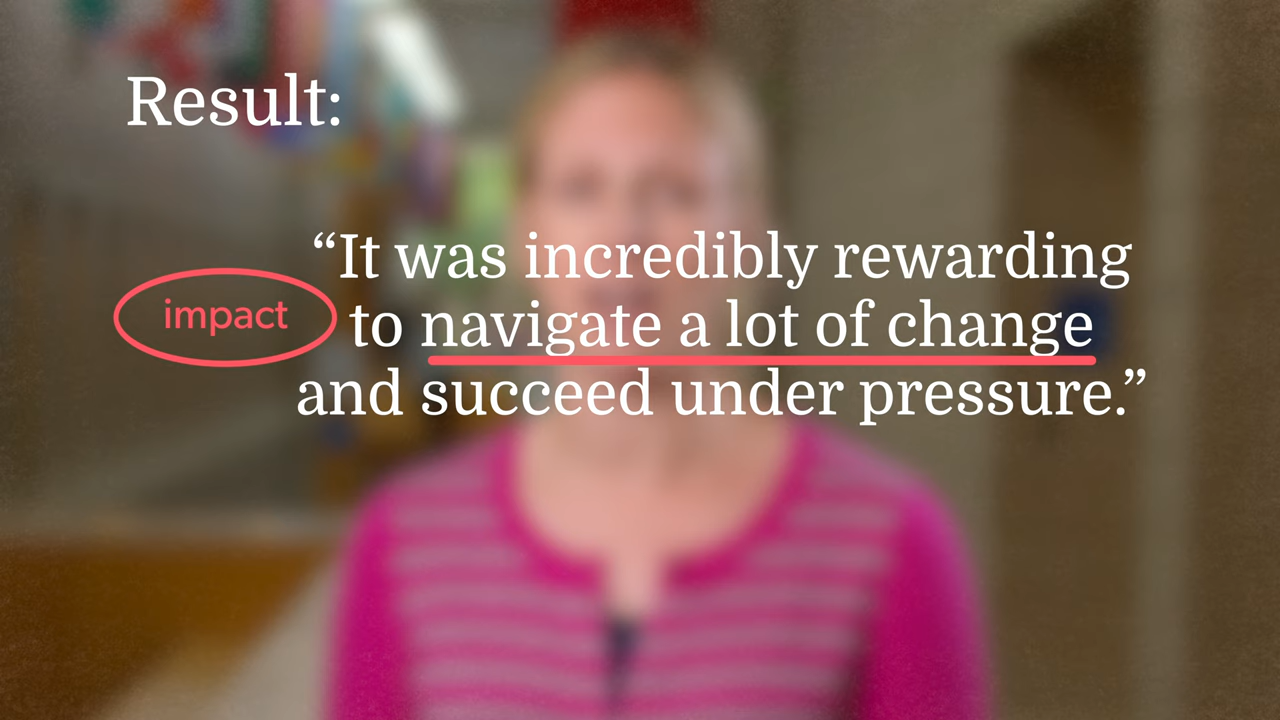 Result:
“It was incredibly rewarding
impact
to navigate a lot of change
and succeed under pressure.”